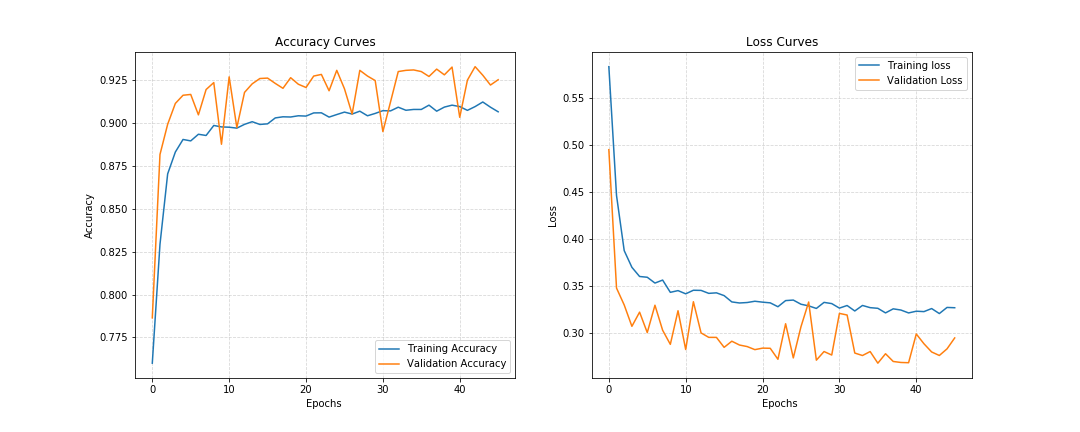 Accuracy Curves
Accuracy
0.925
0.900
0.875
0.850
0.825
0.800
0.775
Training Accuracy
Validation Accuracy
0 10 20 30 40
Epochs
Loss Curves
Loss
Training loss
Validation Loss
0.55
0.50
0.45
0.40
0.35
0.30
0 10 20 30 40
Epochs